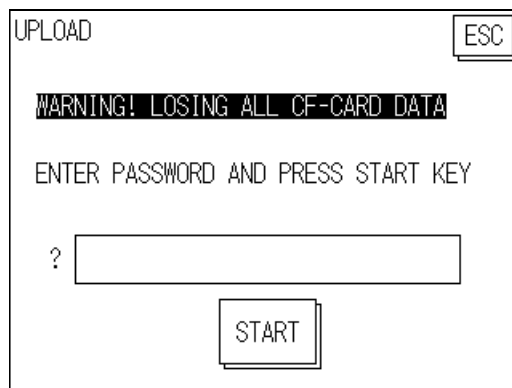 UPLOAD
ESC
WARNING! LOSING ALL CF-CARD DATA
ENTER PASSWORD AND PRESS START KEY
?
START